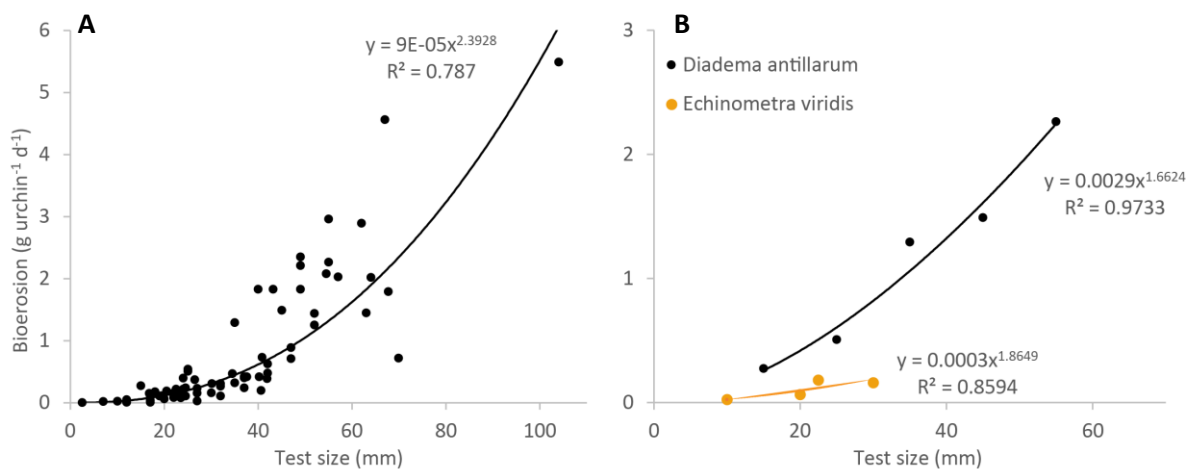 A
y = 9E-05x^2.3928
R² = 0.787
Bioerosion (g urchin⁻¹ d⁻¹)
6
5
4
3
2
1
0
0 20 40 60 80 100
Test size (mm)
B
Diadema antillarum
Echinometra viridis
y = 0.0029x^1.6624
R² = 0.9733
y = 0.0003x^1.8649
R² = 0.8594
3
2
1
0
0 20 40 60
Test size (mm)